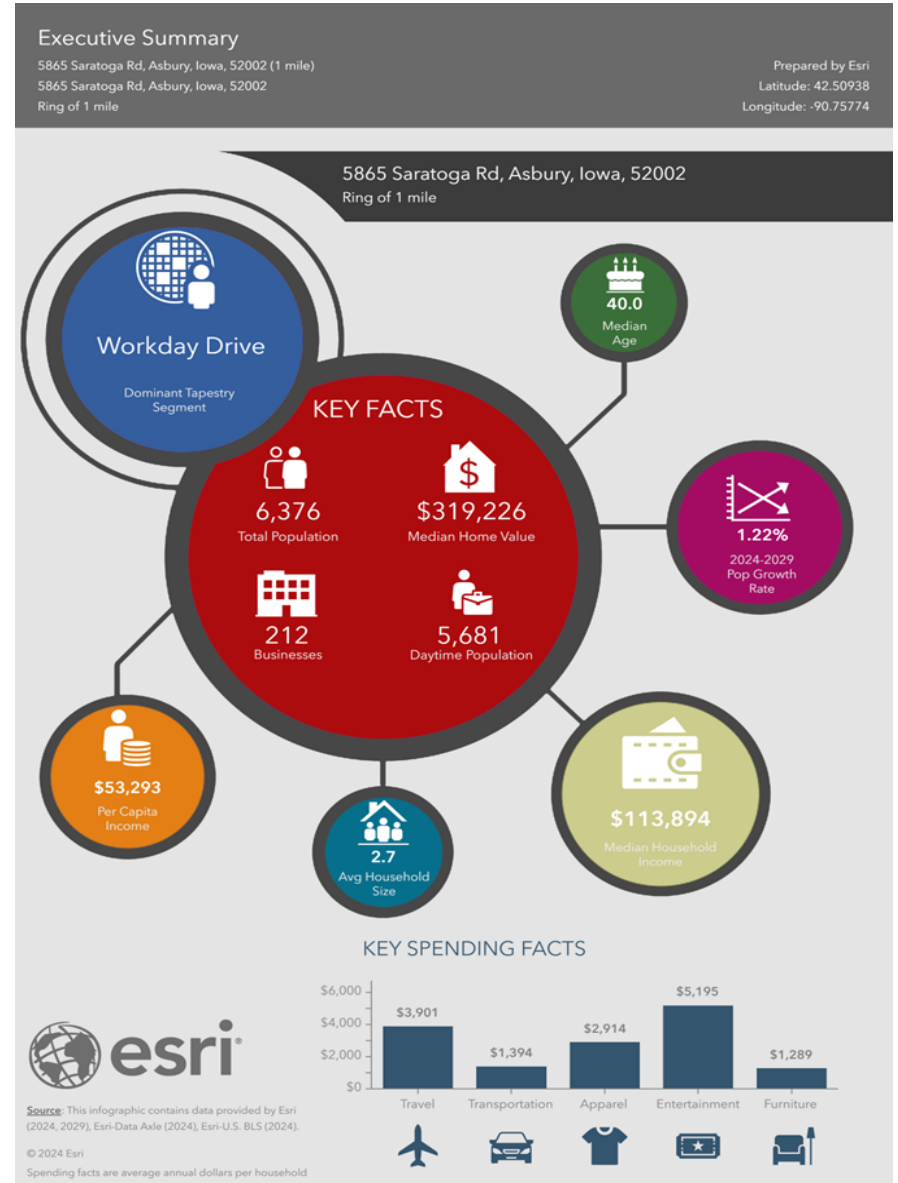 Executive Summary
5865 Saratoga Rd, Asbury, Iowa, 52002 (1 mile)
5865 Saratoga Rd, Asbury, Iowa, 52002
Ring of 1 mile
Prepared by Esri
Latitude: 42.50938
Longitude: -90.75774
5865 Saratoga Rd, Asbury, Iowa, 52002
Ring of 1 mile
Workday Drive
Dominant Tapestry
Segment
40.0
Median
Age
KEY FACTS
$
6,376
Total Population
$319,226
Median Home Value
212
Businesses
5,681
Daytime Population
1.22%
2024-2029
Pop Growth
Rate
$53,293
Per Capita
Income
2.7
Avg Household
Size
$113,894
Median Household
Income
KEY SPENDING FACTS
$6,000
$4,000
$2,000
$0
$3,901
$1,394
$2,914
$5,195
$1,289
Travel
Transportation
Apparel
Entertainment
Furniture
esri®
Source: This infographic contains data provided by Esri
(2024, 2029), Esri-Data Axle (2024), Esri-U.S. BLS (2024).
© 2024 Esri
Spending facts are average annual dollars per household